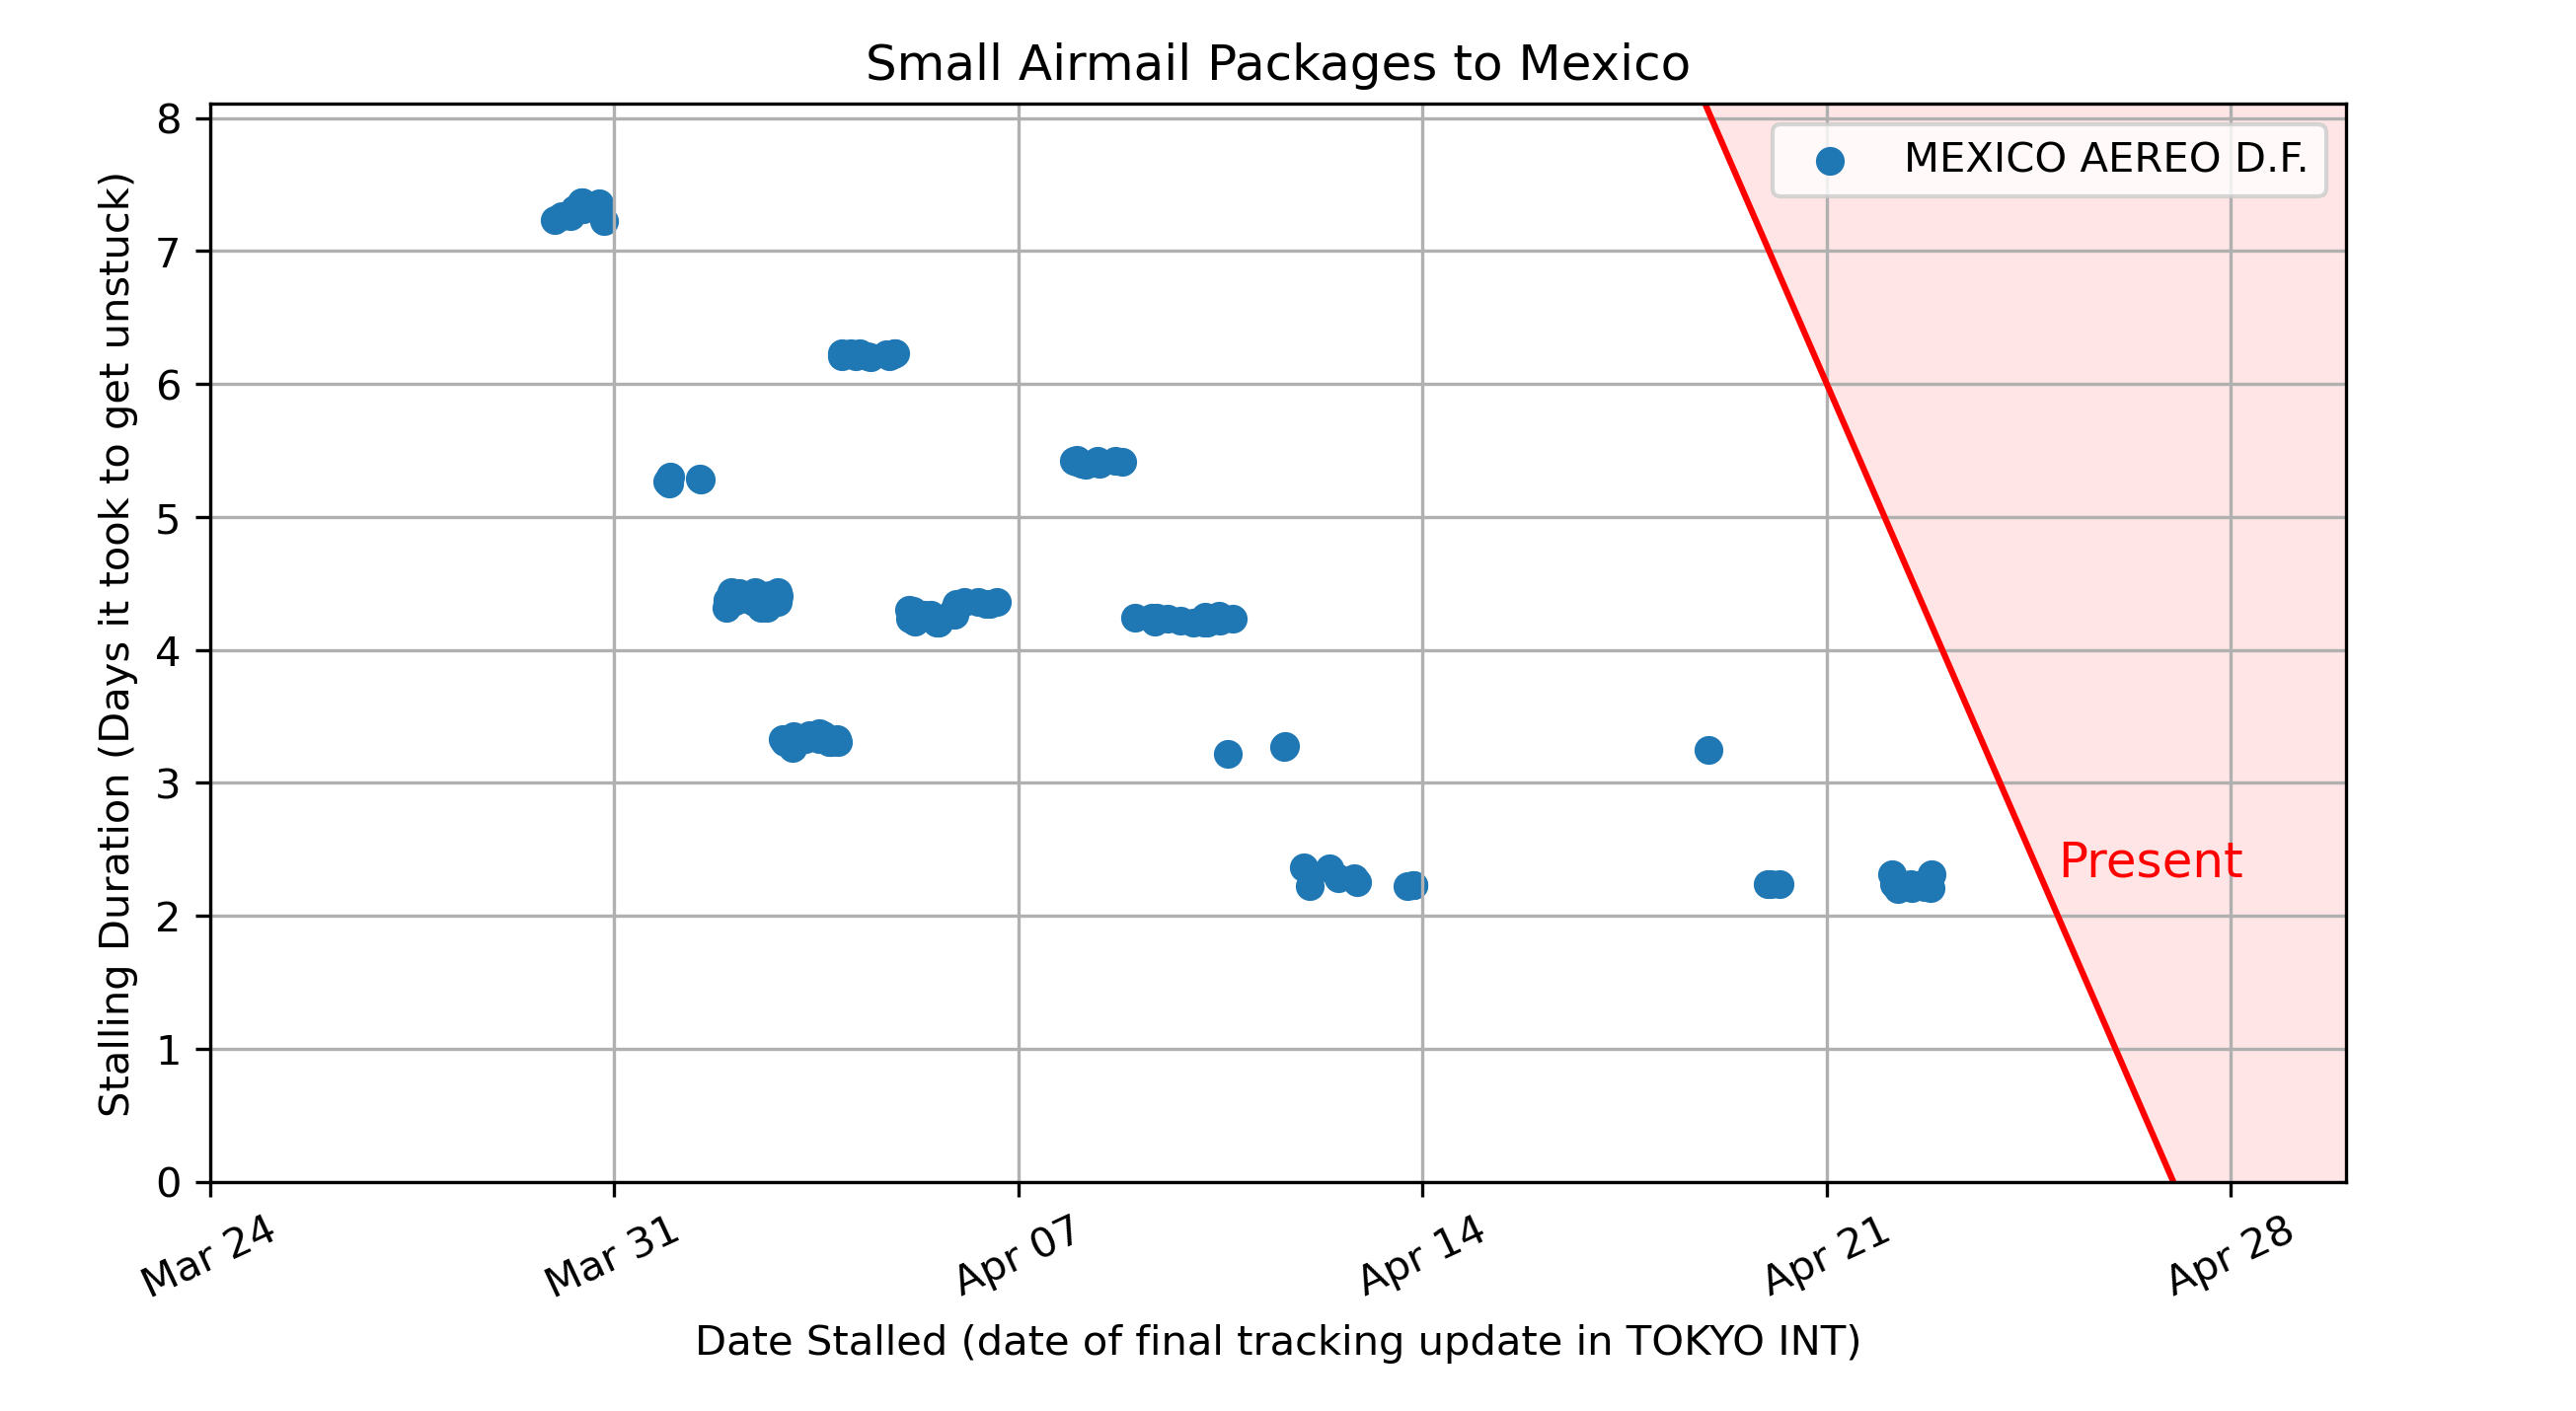 Small Airmail Packages to Mexico
MEXICO AEREO D.F.
Stalling Duration (Days it took to get unstuck)
8
7
6
5
4
3
2
1
0
Present
Mar 24
Mar 31
Apr 07
Apr 14
Apr 21
Apr 28
Date Stalled (date of final tracking update in TOKYO INT)